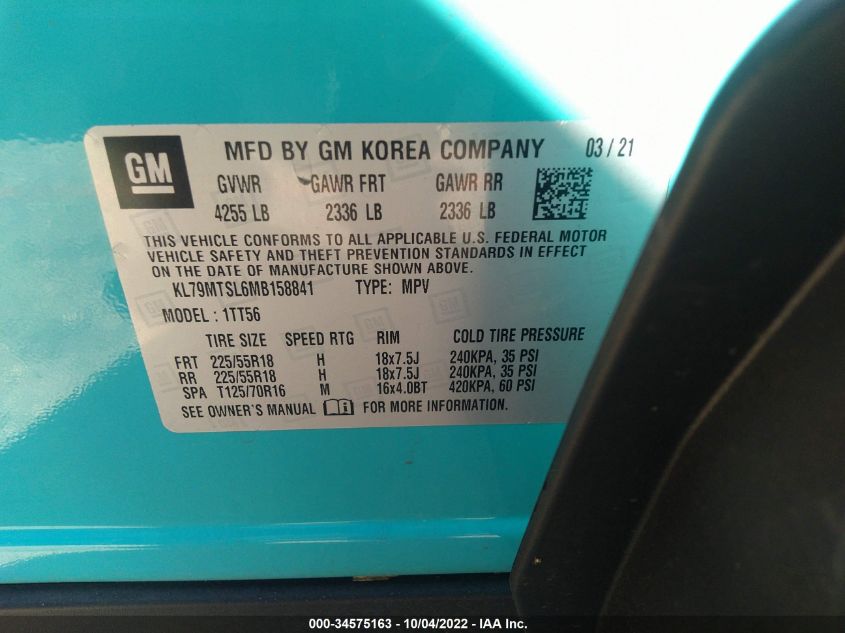 GM
MFD BY GM KOREA COMPANY 03 / 21
GVWR GAWR FRT GAWR RR
4255 LB 2336 LB 2336 LB
THIS VEHICLE CONFORMS TO ALL APPLICABLE U.S. FEDERAL MOTOR
VEHICLE SAFETY AND THEFT PREVENTION STANDARDS IN EFFECT
ON THE DATE OF MANUFACTURE SHOWN ABOVE.
KL79MTSL6MB158841 TYPE: MPV
MODEL : 1TT56
TIRE SIZE SPEED RTG RIM COLD TIRE PRESSURE
FRT 225/55R18 H 18x7.5J 240KPA, 35 PSI
RR 225/55R18 H 18x7.5J 240KPA, 35 PSI
SPA T125/70R16 M 16x4.0BT 420KPA, 60 PSI
SEE OWNER'S MANUAL FOR MORE INFORMATION.
000-34575163 - 10/04/2022 - IAA Inc.